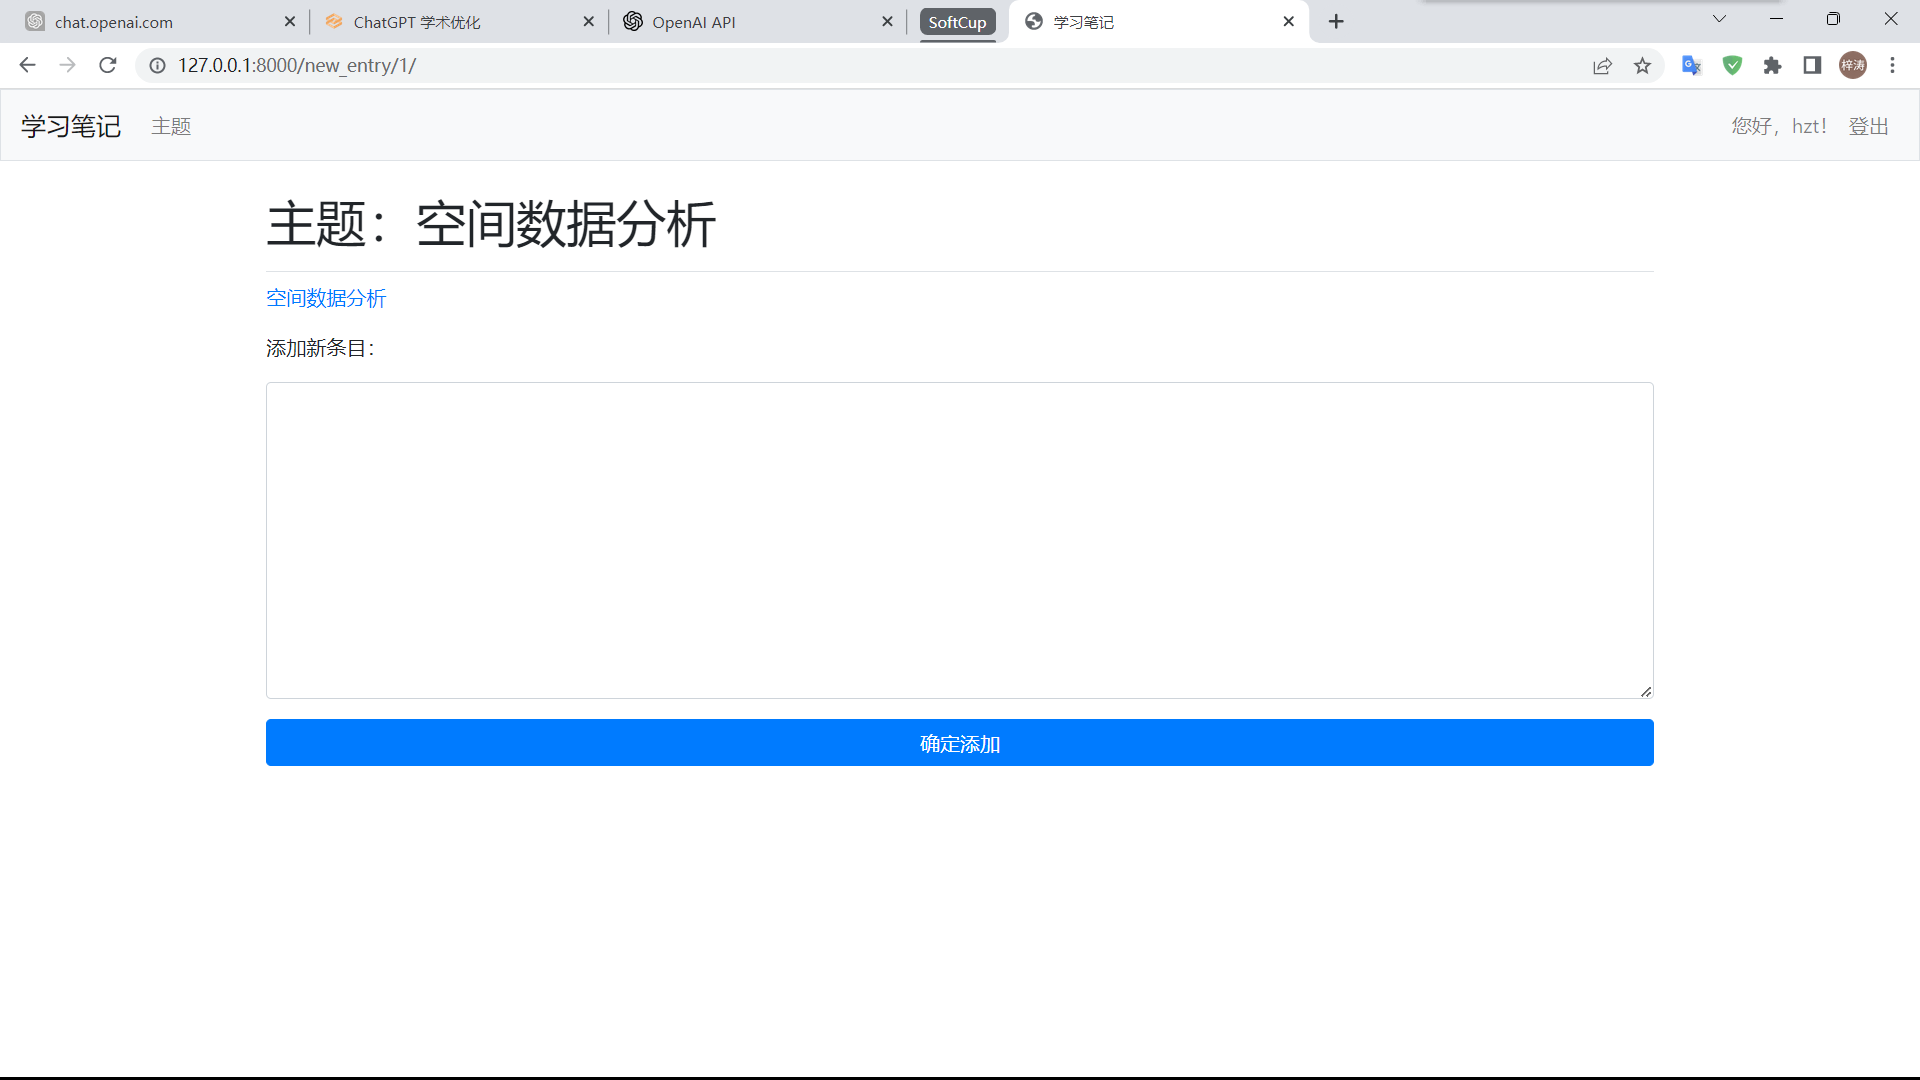 chat.openai.com
ChatGPT 学术优化
OpenAI API
SoftCup
学习笔记
127.0.0.1:8000/new_entry/1/
梓涛
学习笔记
主题
您好，hzt！
登出
主题：空间数据分析
空间数据分析
添加新条目：
确定添加